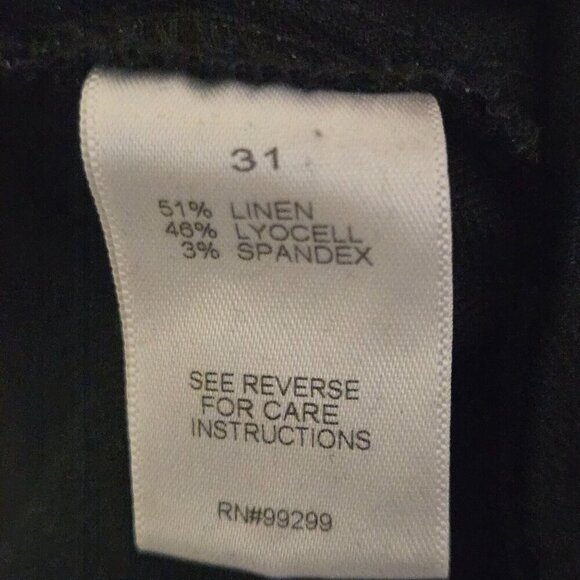 31
51% LINEN
46% LYOCELL
3% SPANDEX
SEE REVERSE
FOR CARE
INSTRUCTIONS
RN#99299